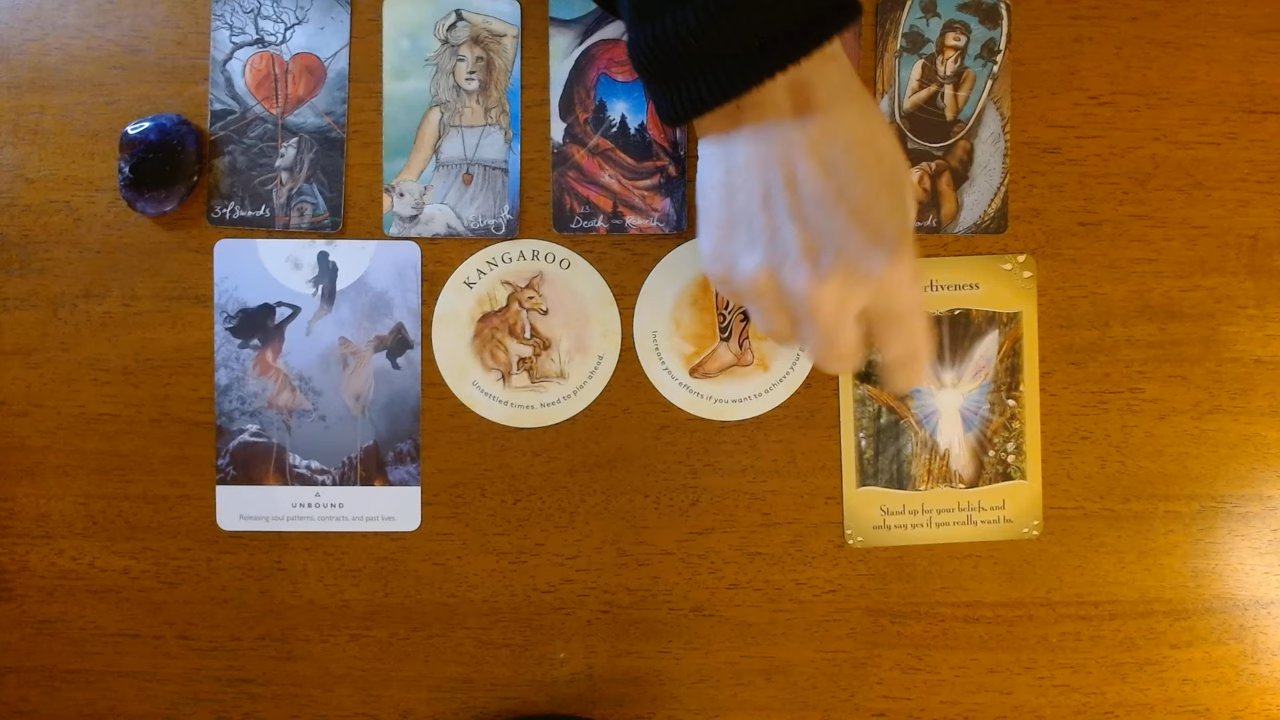 3 of Swords
Strength
13
Death ∞ Rebirth
UNBOUND
Releasing soul patterns, contracts, and past lives.
KANGAROO
Unsettled times. Need to plan ahead.
Increase your efforts if you want to achieve your
Stand up for your beliefs, and
only say yes if you really want to.